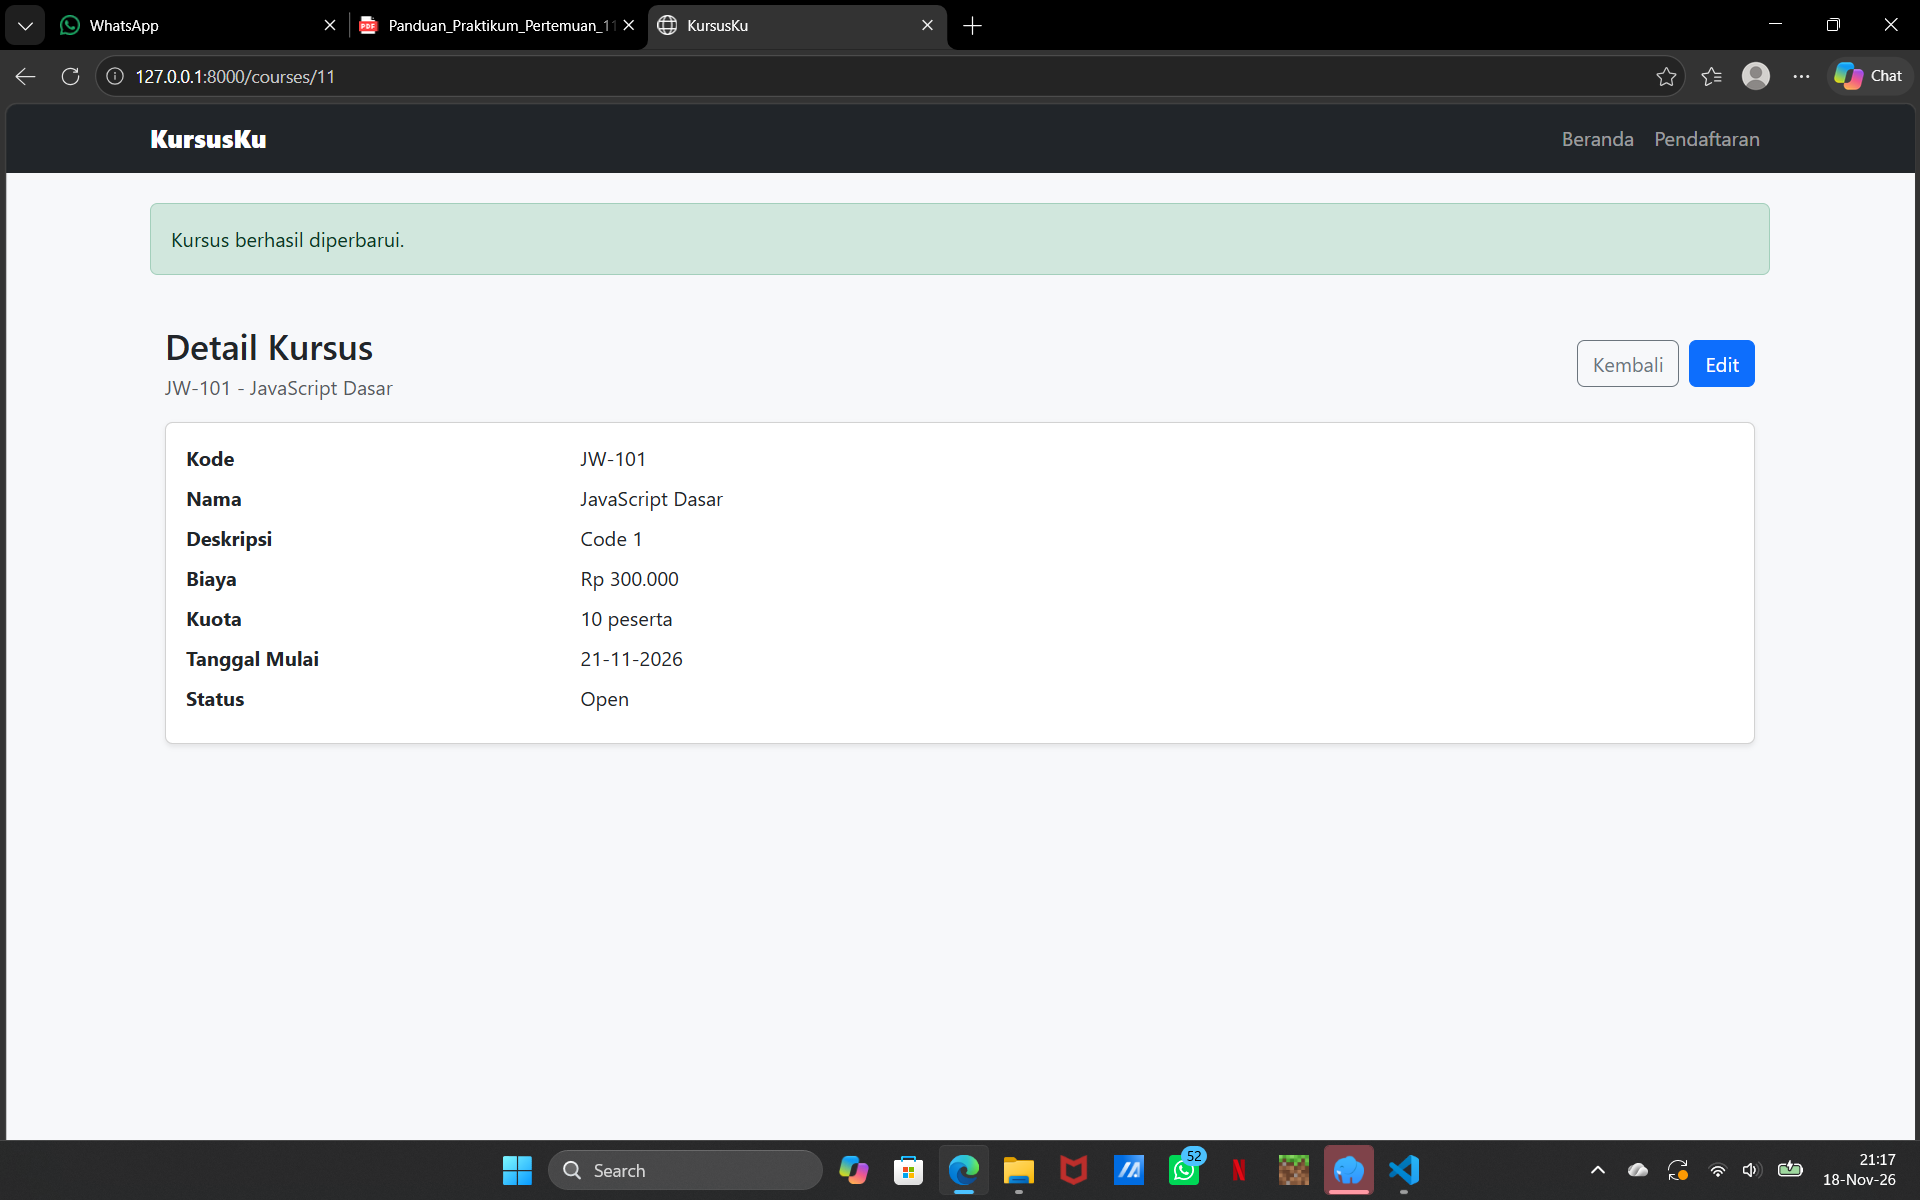 WhatsApp
Panduan_Praktikum_Pertemuan_11
KursusKu
127.0.0.1:8000/courses/11
Chat
KursusKu
Beranda
Pendaftaran
Kursus berhasil diperbarui.
Detail Kursus
JW-101 - JavaScript Dasar
Kembali
Edit
Kode JW-101
Nama JavaScript Dasar
Deskripsi Code 1
Biaya Rp 300.000
Kuota 10 peserta
Tanggal Mulai 21-11-2026
Status Open
Search
52
21:17
18-Nov-26